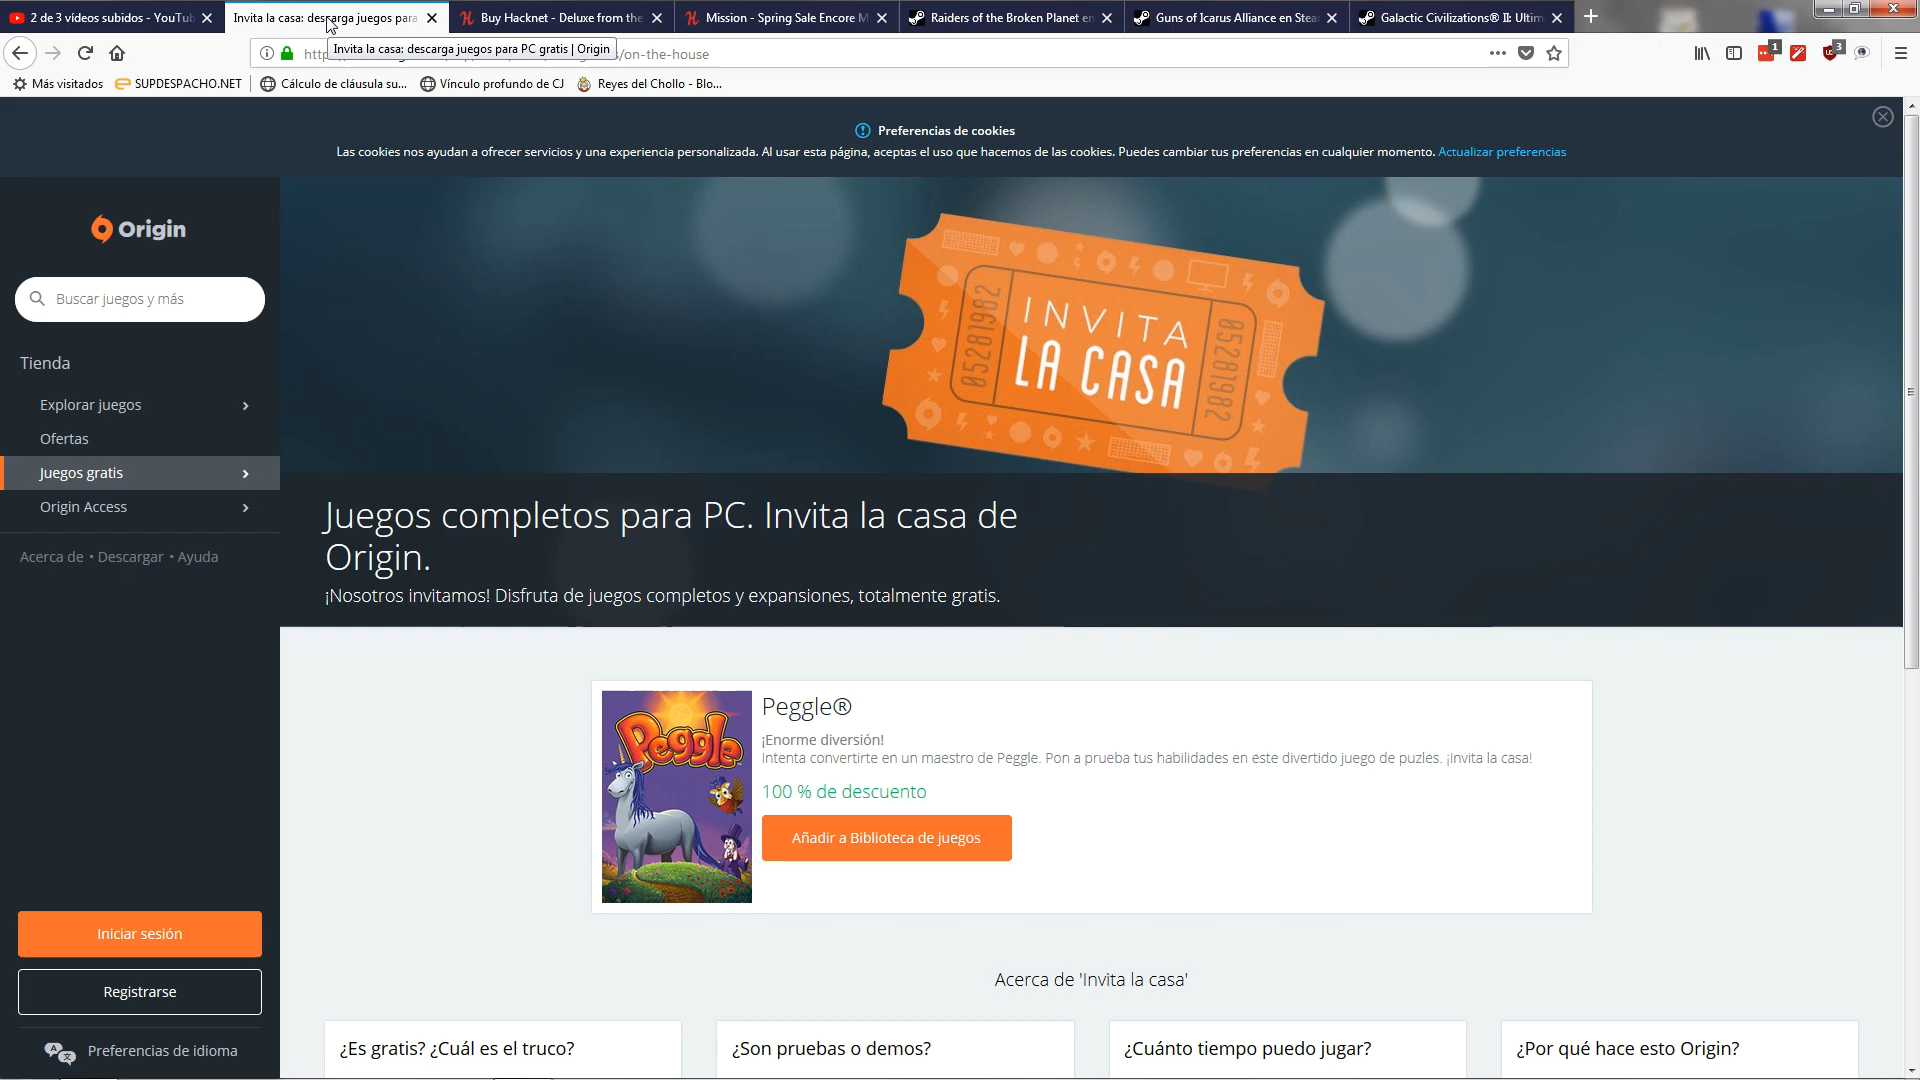 2 de 3 vídeos subidos - YouTub
Invita la casa: descarga juegos para
Buy Hacknet - Deluxe from the
Mission - Spring Sale Encore M
Raiders of the Broken Planet en
Guns of Icarus Alliance en Stea
Galactic Civilizations® II: Ultim
Invita la casa: descarga juegos para PC gratis | Origin
/on-the-house
1
3
Más visitados
SUPDESPACHO.NET
Cálculo de cláusula su...
Vínculo profundo de CJ
Reyes del Chollo - Blo...
Preferencias de cookies
Las cookies nos ayudan a ofrecer servicios y una experiencia personalizada. Al usar esta página, aceptas el uso que hacemos de las cookies. Puedes cambiar tus preferencias en cualquier momento. Actualizar preferencias
Origin
Buscar juegos y más
Tienda
Explorar juegos
Ofertas
Juegos gratis
Origin Access
Acerca de • Descargar • Ayuda
05281982
INVITA
LA CASA
05281982
Juegos completos para PC. Invita la casa de
Origin.
¡Nosotros invitamos! Disfruta de juegos completos y expansiones, totalmente gratis.
Peggle
Peggle®
¡Enorme diversión!
Intenta convertirte en un maestro de Peggle. Pon a prueba tus habilidades en este divertido juego de puzles. ¡Invita la casa!
100 % de descuento
Añadir a Biblioteca de juegos
Iniciar sesión
Registrarse
Preferencias de idioma
Acerca de 'Invita la casa'
¿Es gratis? ¿Cuál es el truco?
¿Son pruebas o demos?
¿Cuánto tiempo puedo jugar?
¿Por qué hace esto Origin?